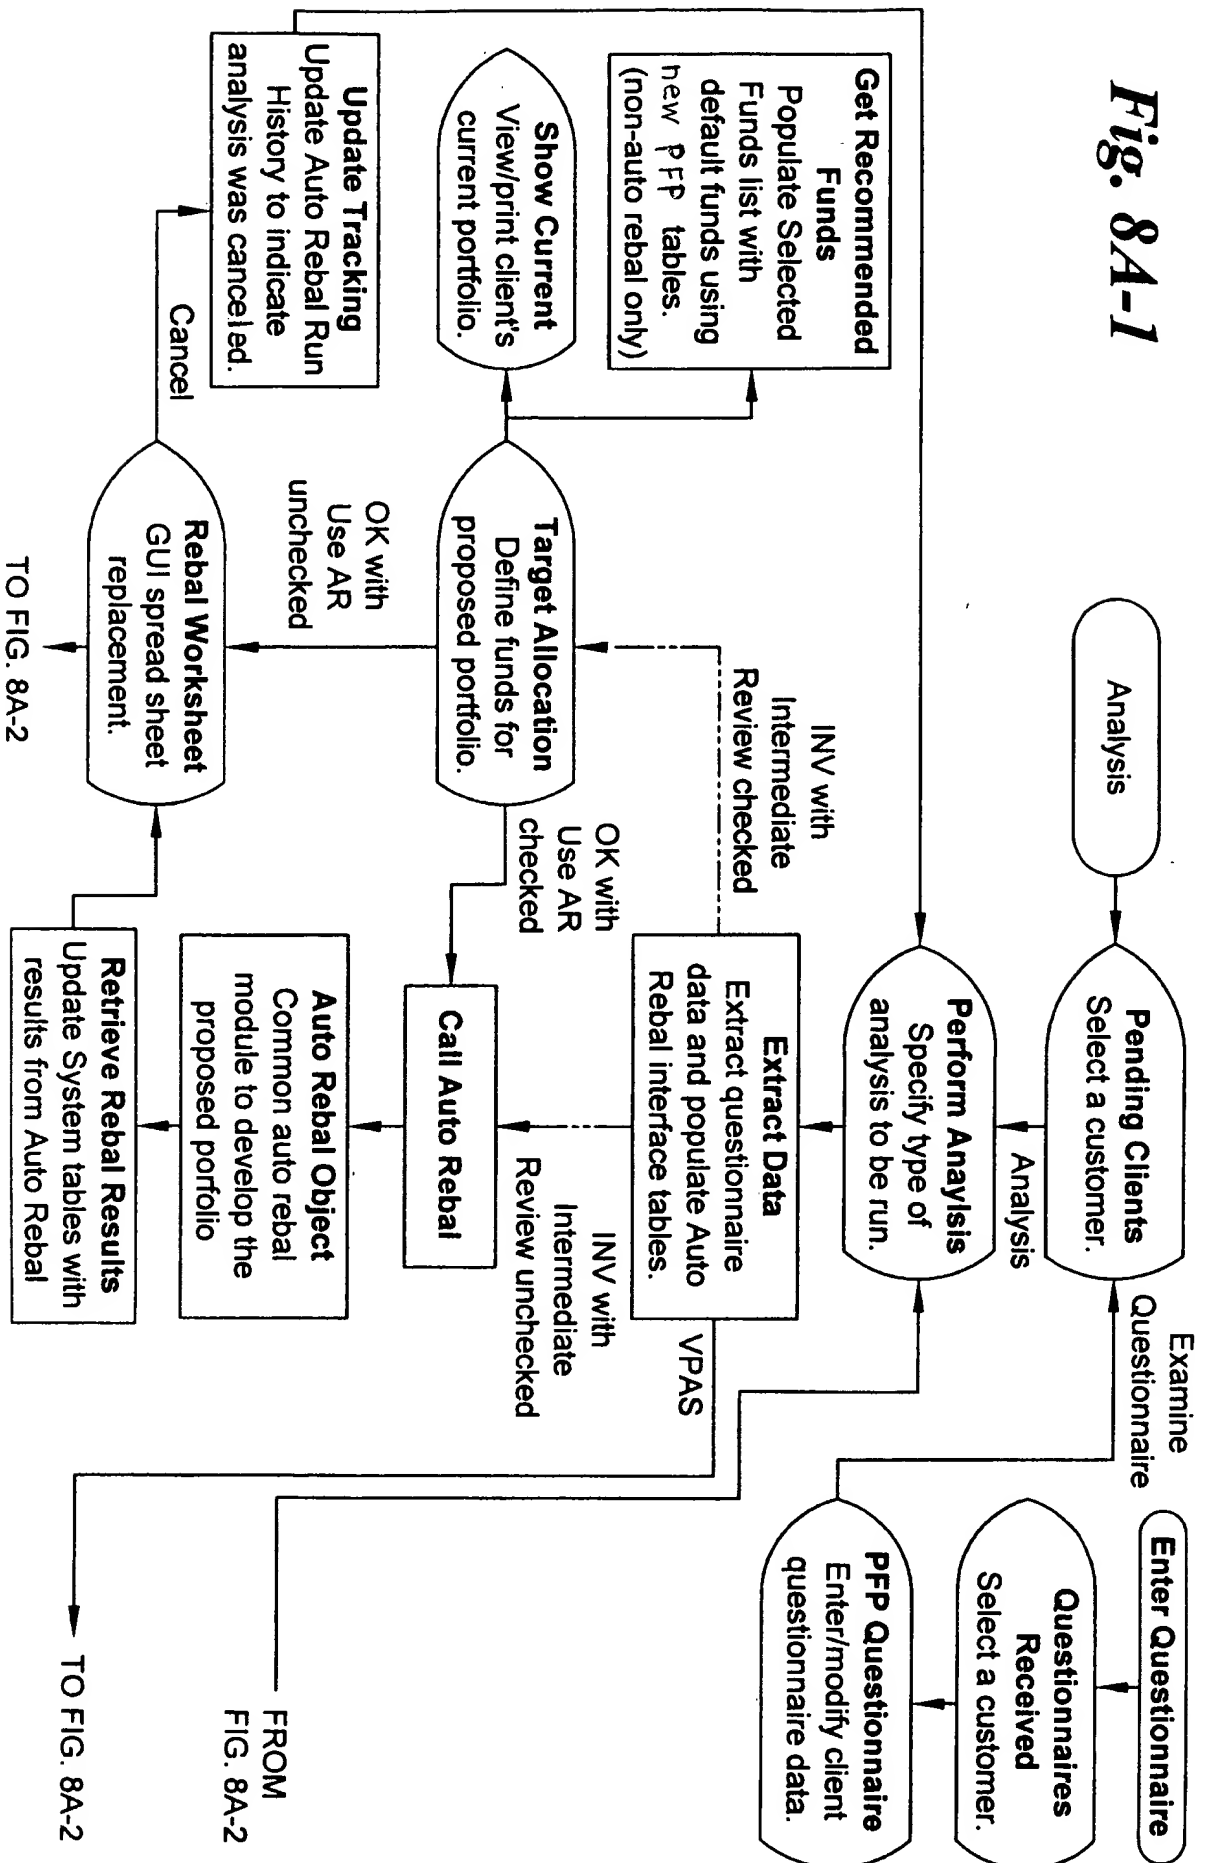 Fig. 8A-1
Analysis
Pending Clients
Select a customer.
Examine
Questionnaire
Enter Questionnaire
Questionnaires
Received
Select a customer.
PFP Questionnaire
Enter/modify client
questionnaire data.
Analysis
Perform Anaylsis
Specify type of
analysis to be run.
Get Recommended
Funds
Populate Selected
Funds list with
default funds using
new PFP tables.
(non-auto rebal only)
INV with
Intermediate
Review checked
Extract Data
Extract questionnaire
data and populate Auto
Rebal interface tables.
VPAS
Show Current
View/print client's
current portfolio.
Target Allocation
Define funds for
proposed portfolio.
OK with
Use AR
checked
INV with
Intermediate
Review unchecked
Call Auto Rebal
OK with
Use AR
unchecked
Update Tracking
Update Auto Rebal Run
History to indicate
analysis was canceled.
Auto Rebal Object
Common auto rebal
module to develop the
proposed porfolio
Cancel
Rebal Worksheet
GUI spread sheet
replacement.
Retrieve Rebal Results
Update System tables with
results from Auto Rebal
FROM
FIG. 8A-2
TO FIG. 8A-2
TO FIG. 8A-2